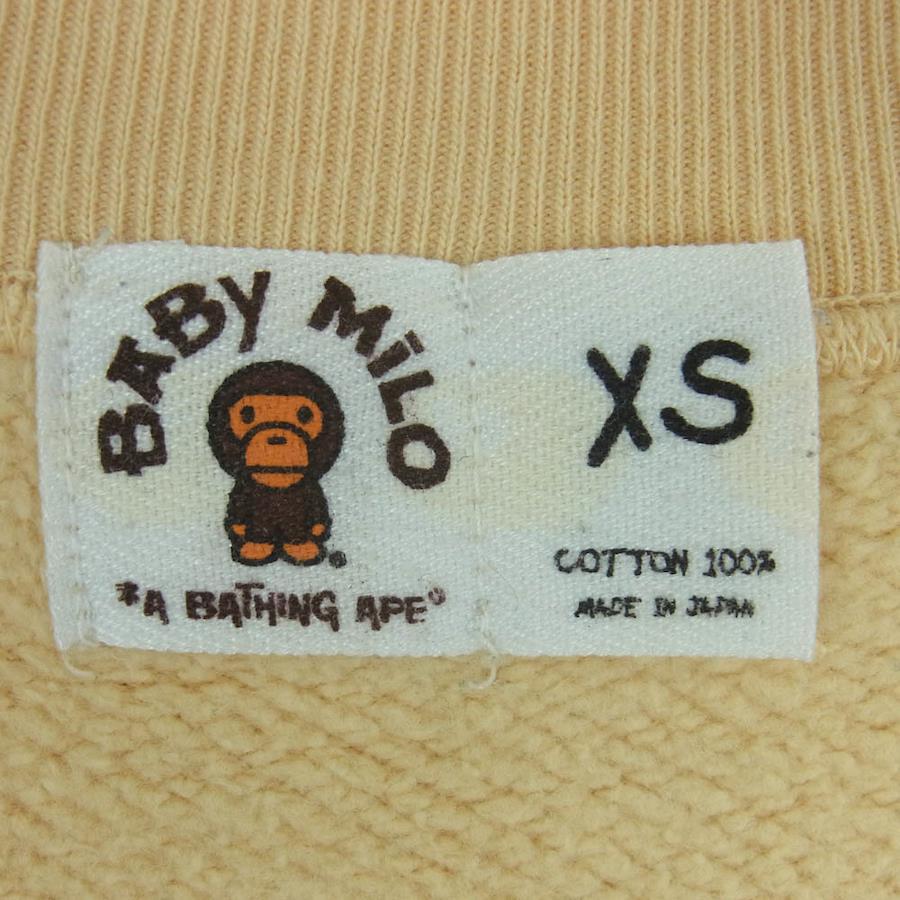 BABY MILO
"A BATHING APE"
XS
COTTON 100%
MADE IN JAPAN